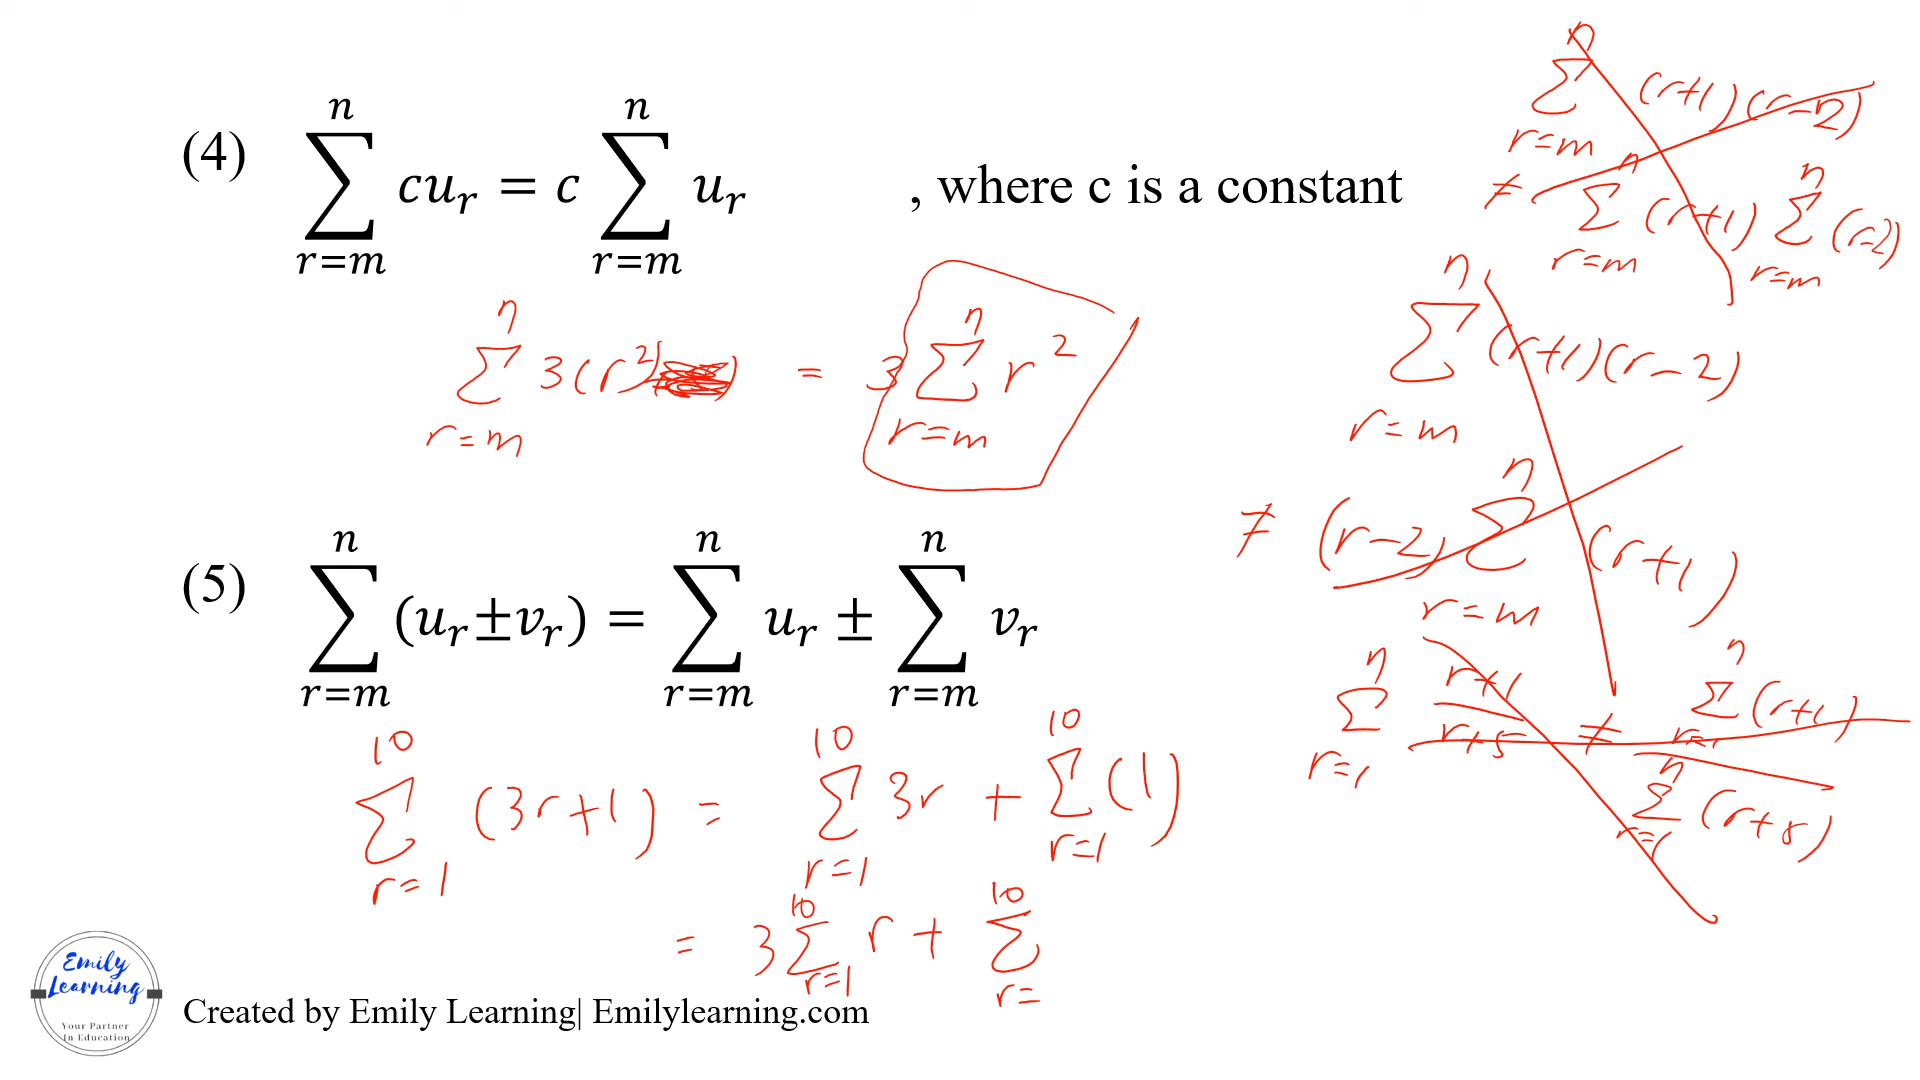 (4) ∑_{r=m}^{n} cu_r = c ∑_{r=m}^{n} u_r , where c is a constant
∑_{r=m}^{n} 3(r²) = 3 ∑_{r=m}^{n} r²
(5) ∑_{r=m}^{n} (u_r±v_r) = ∑_{r=m}^{n} u_r ± ∑_{r=m}^{n} v_r
∑_{r=1}^{10} (3r+1) = ∑_{r=1}^{10} 3r + ∑_{r=1}^{10} (1)
= 3 ∑_{r=1}^{10} r + ∑_{r=}^{10}
∑_{r=m}^{n} (r+1)(r-2)
≠ ∑_{r=m}^{n} (r+1) ∑_{r=m}^{n} (r-2)
∑_{r=m}^{n} (r+1)(r-2)
≠ (r-2) ∑_{r=m}^{n} (r+1)
∑_{r=1}^{n} (r+1)/(r+5) ≠ ∑_{r=1}^{n} (r+1) / ∑_{r=1}^{n}
Emily
Learning
Your Partner
In Education
Created by Emily Learning| Emilylearning.com